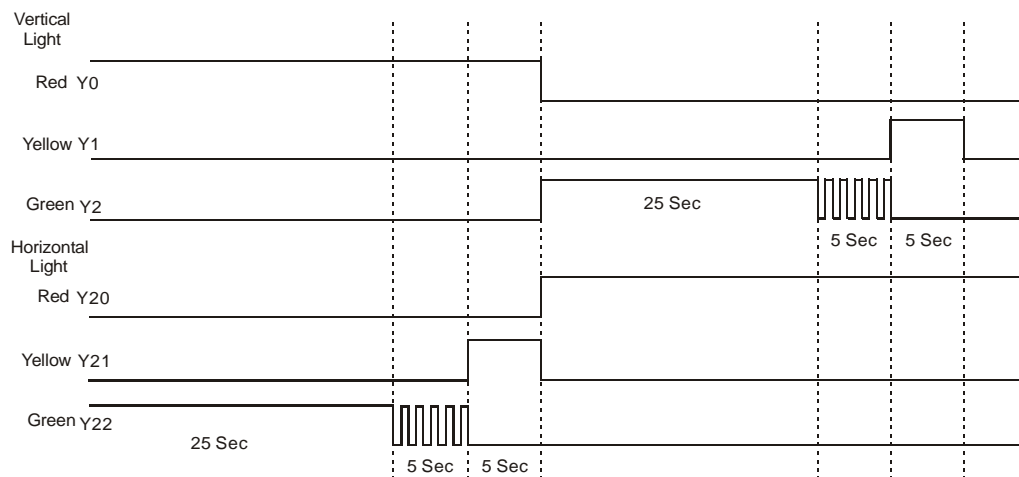 Vertical
Light
Red Y0
Yellow Y1
Green Y2
25 Sec
5 Sec 5 Sec
Horizontal
Light
Red Y20
Yellow Y21
Green Y22
25 Sec
5 Sec 5 Sec